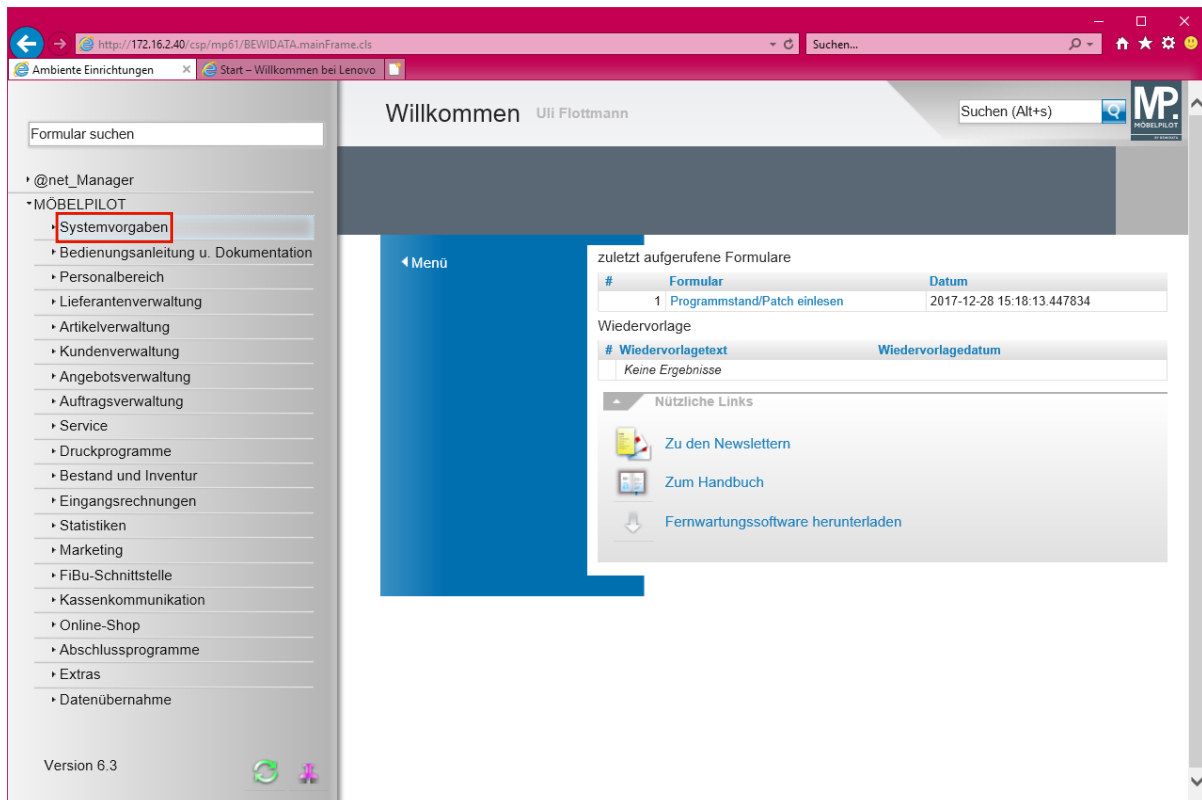 http://172.16.2.40/csp/mp61/BEWIDATA.mainFrame.cls
Suchen...
Ambiente Einrichtungen
Start – Willkommen bei Lenovo
Formular suchen
@net_Manager
MÖBELPILOT
Systemvorgaben
Bedienungsanleitung u. Dokumentation
Personalbereich
Lieferantenverwaltung
Artikelverwaltung
Kundenverwaltung
Angebotsverwaltung
Auftragsverwaltung
Service
Druckprogramme
Bestand und Inventur
Eingangsrechnungen
Statistiken
Marketing
FiBu-Schnittstelle
Kassenkommunikation
Online-Shop
Abschlussprogramme
Extras
Datenübernahme
Version 6.3
Willkommen Uli Flottmann
Suchen (Alt+s)
MP.
MÖBELPILOT
Menü
zuletzt aufgerufene Formulare
# Formular Datum
1 Programmstand/Patch einlesen 2017-12-28 15:18:13.447834
Wiedervorlage
# Wiedervorlagetext Wiedervorlagedatum
Keine Ergebnisse
Nützliche Links
Zu den Newslettern
Zum Handbuch
Fernwartungssoftware herunterladen